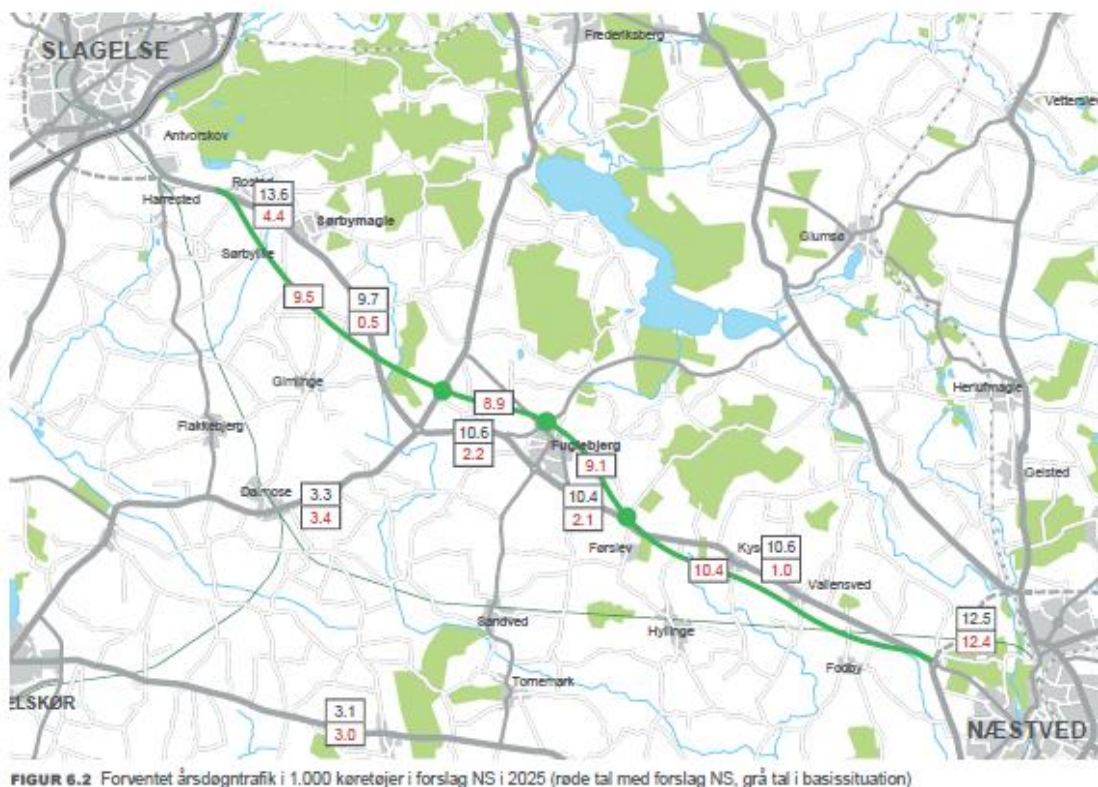 SLAGELSE
Frederiksberg
Vetterslev
Antvorskov
Rosted
Harrested
13.6
4.4
Sørbymagle
Sørbylille
Glumsø
9.5
9.7
0.5
Gimlinge
Herlufmagle
8.9
Flakkebjerg
10.6
2.2
Fuglebjerg
9.1
Gelsted
Dalmose
3.3
3.4
10.4
2.1
Førslev
Kys
10.6
1.0
10.4
Vallensved
Sandved
Hyllinge
12.5
12.4
Fodby
Tornemark
ELSKØR
3.1
3.0
NÆSTVED
FIGUR 6.2 Forventet årsdøgntrafik i 1.000 køretøjer i forslag NS i 2025 (røde tal med forslag NS, grå tal i basissituation)